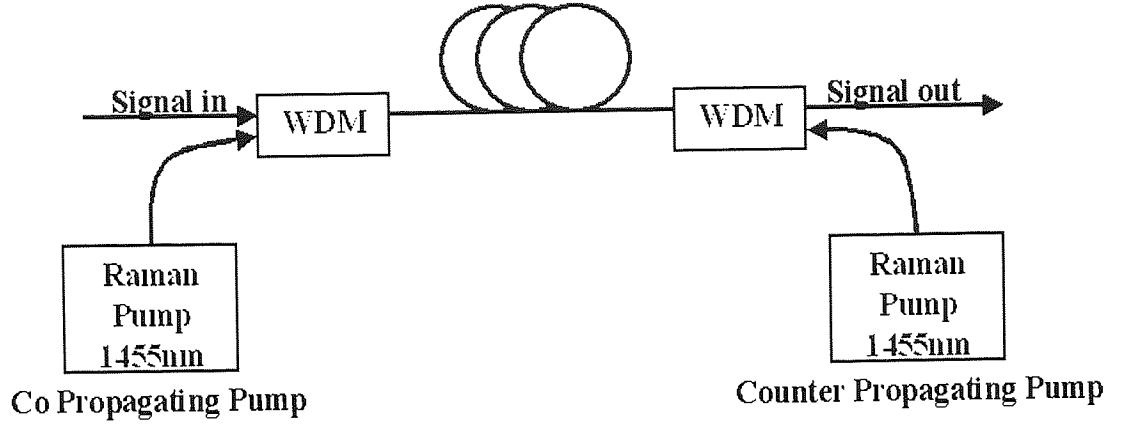 Signal in
WDM
WDM
Signal out
Raman
Pump
1455nm
Co Propagating Pump
Raman
Pump
1455nm
Counter Propagating Pump